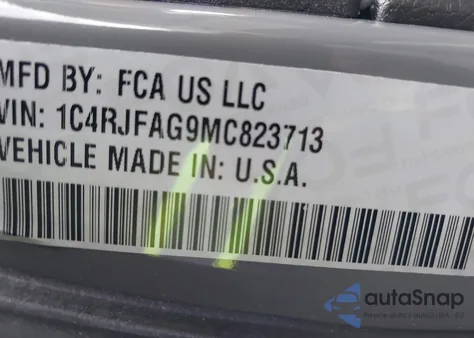 MFD BY: FCA US LLC
VIN: 1C4RJFAG9MC823713
VEHICLE MADE IN: U.S.A.
autoSnap